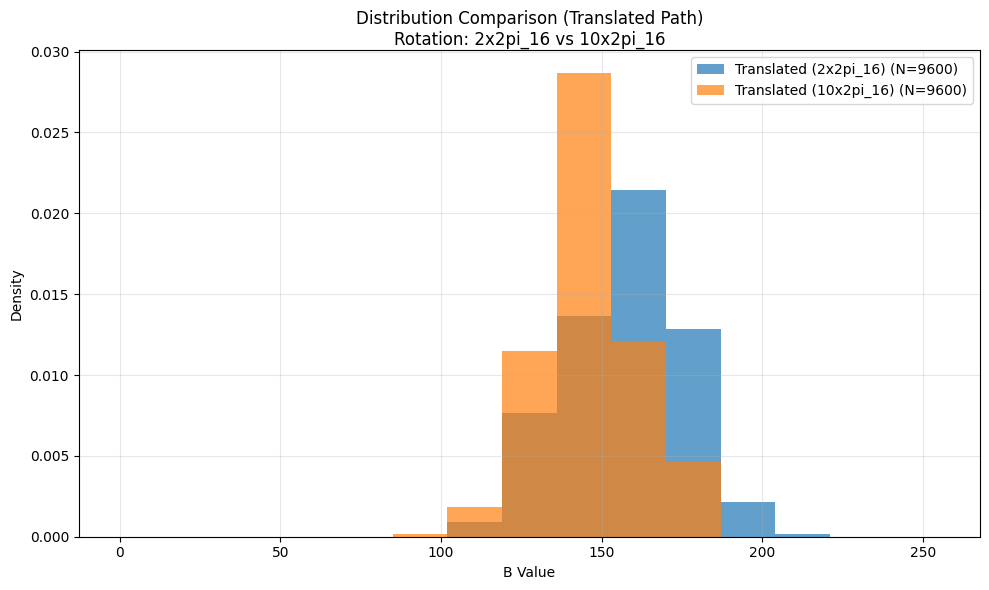 Distribution Comparison (Translated Path)
Rotation: 2x2pi_16 vs 10x2pi_16
Translated (2x2pi_16) (N=9600)
Translated (10x2pi_16) (N=9600)
0.030
0.025
0.020
0.015
0.010
0.005
0.000
Density
0 50 100 150 200 250
B Value